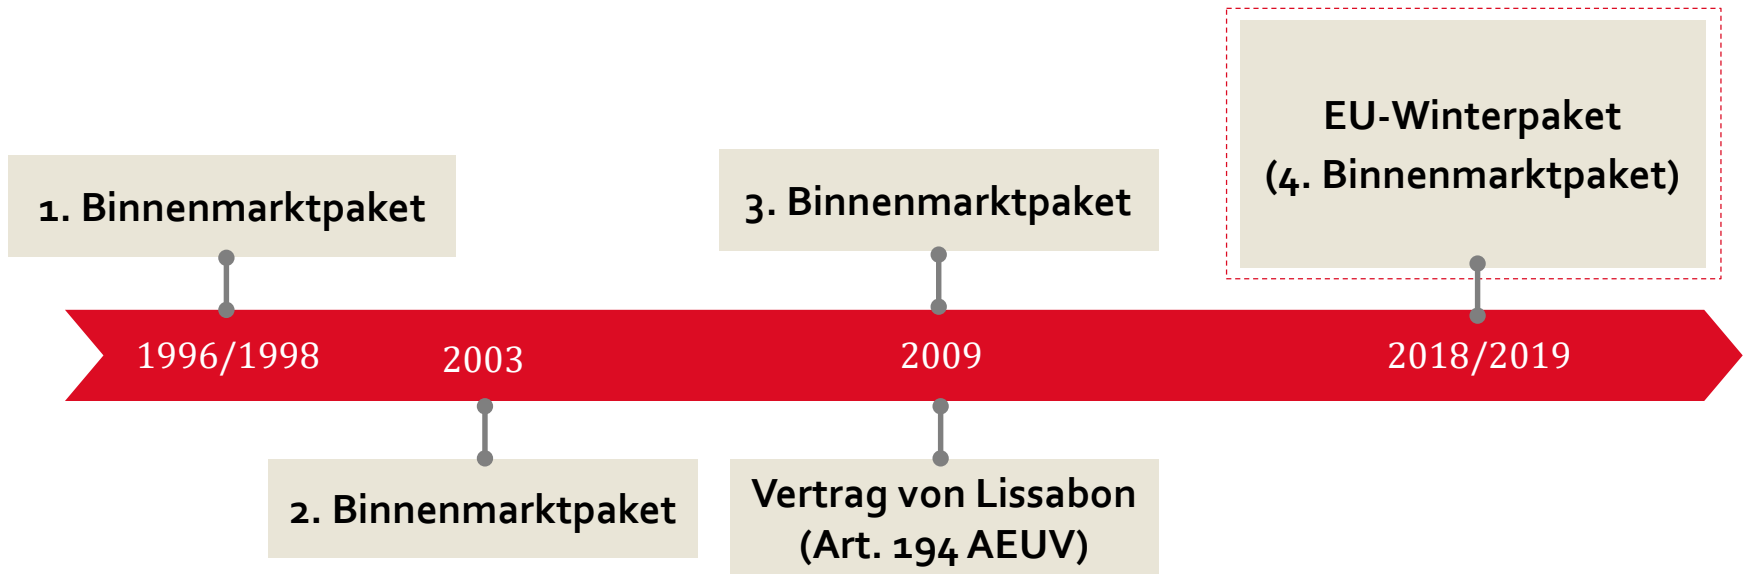 EU-Winterpaket
(4. Binnenmarktpaket)
1. Binnenmarktpaket
3. Binnenmarktpaket
1996/1998
2003
2009
2018/2019
2. Binnenmarktpaket
Vertrag von Lissabon
(Art. 194 AEUV)